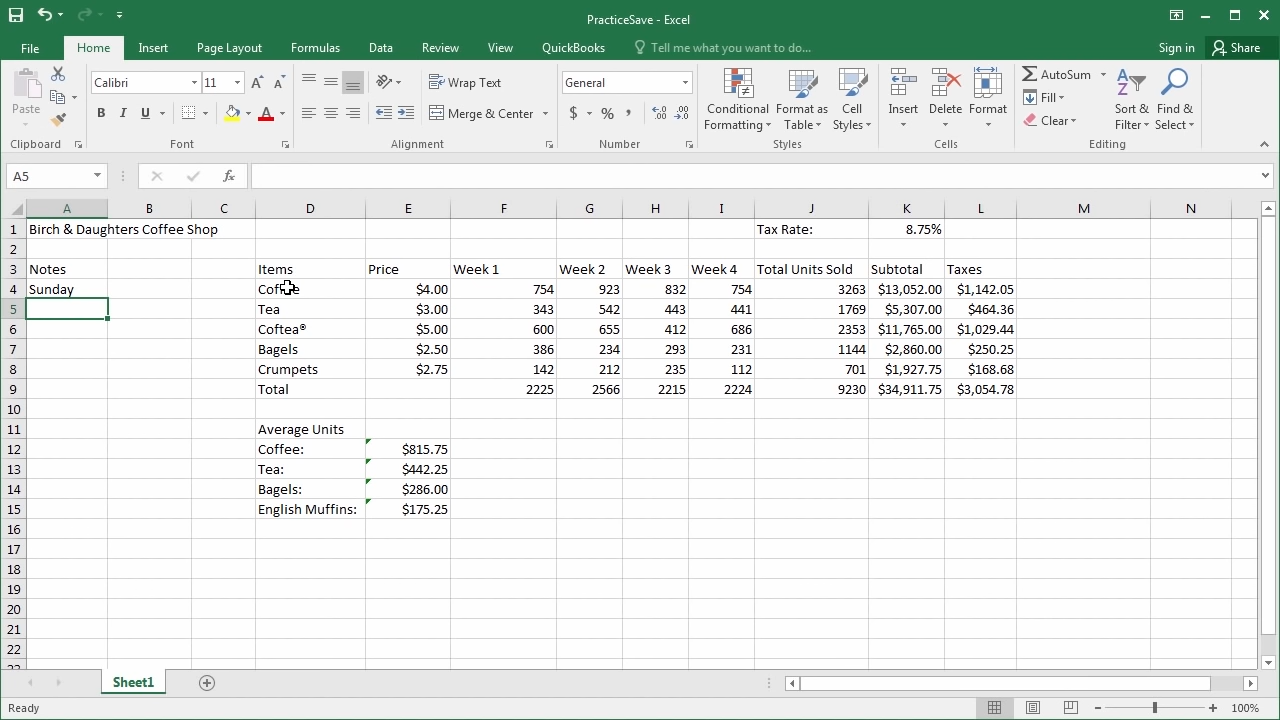 PracticeSave - Excel
File Home Insert Page Layout Formulas Data Review View QuickBooks Tell me what you want to do... Sign in Share
Paste
Clipboard
Calibri 11
B I U A
Font
Wrap Text
Merge & Center
Alignment
General
$ % ,
Number
Conditional Formatting
Format as Table
Cell Styles
Styles
Insert Delete Format
Cells
AutoSum
Fill
Clear
Sort & Filter
Find & Select
Editing
A5 fx
A B C D E F G H I J K L M N
1 Birch & Daughters Coffee Shop Tax Rate: 8.75%
2
3 Notes Items Price Week 1 Week 2 Week 3 Week 4 Total Units Sold Subtotal Taxes
4 Sunday Coffee $4.00 754 923 832 754 3263 $13,052.00 $1,142.05
5 Tea $3.00 343 542 443 441 1769 $5,307.00 $464.36
6 Coftea® $5.00 600 655 412 686 2353 $11,765.00 $1,029.44
7 Bagels $2.50 386 234 293 231 1144 $2,860.00 $250.25
8 Crumpets $2.75 142 212 235 112 701 $1,927.75 $168.68
9 Total 2225 2566 2215 2224 9230 $34,911.75 $3,054.78
10
11 Average Units
12 Coffee: $815.75
13 Tea: $442.25
14 Bagels: $286.00
15 English Muffins: $175.25
16
17
18
19
20
21
22
23
Sheet1
Ready 100%